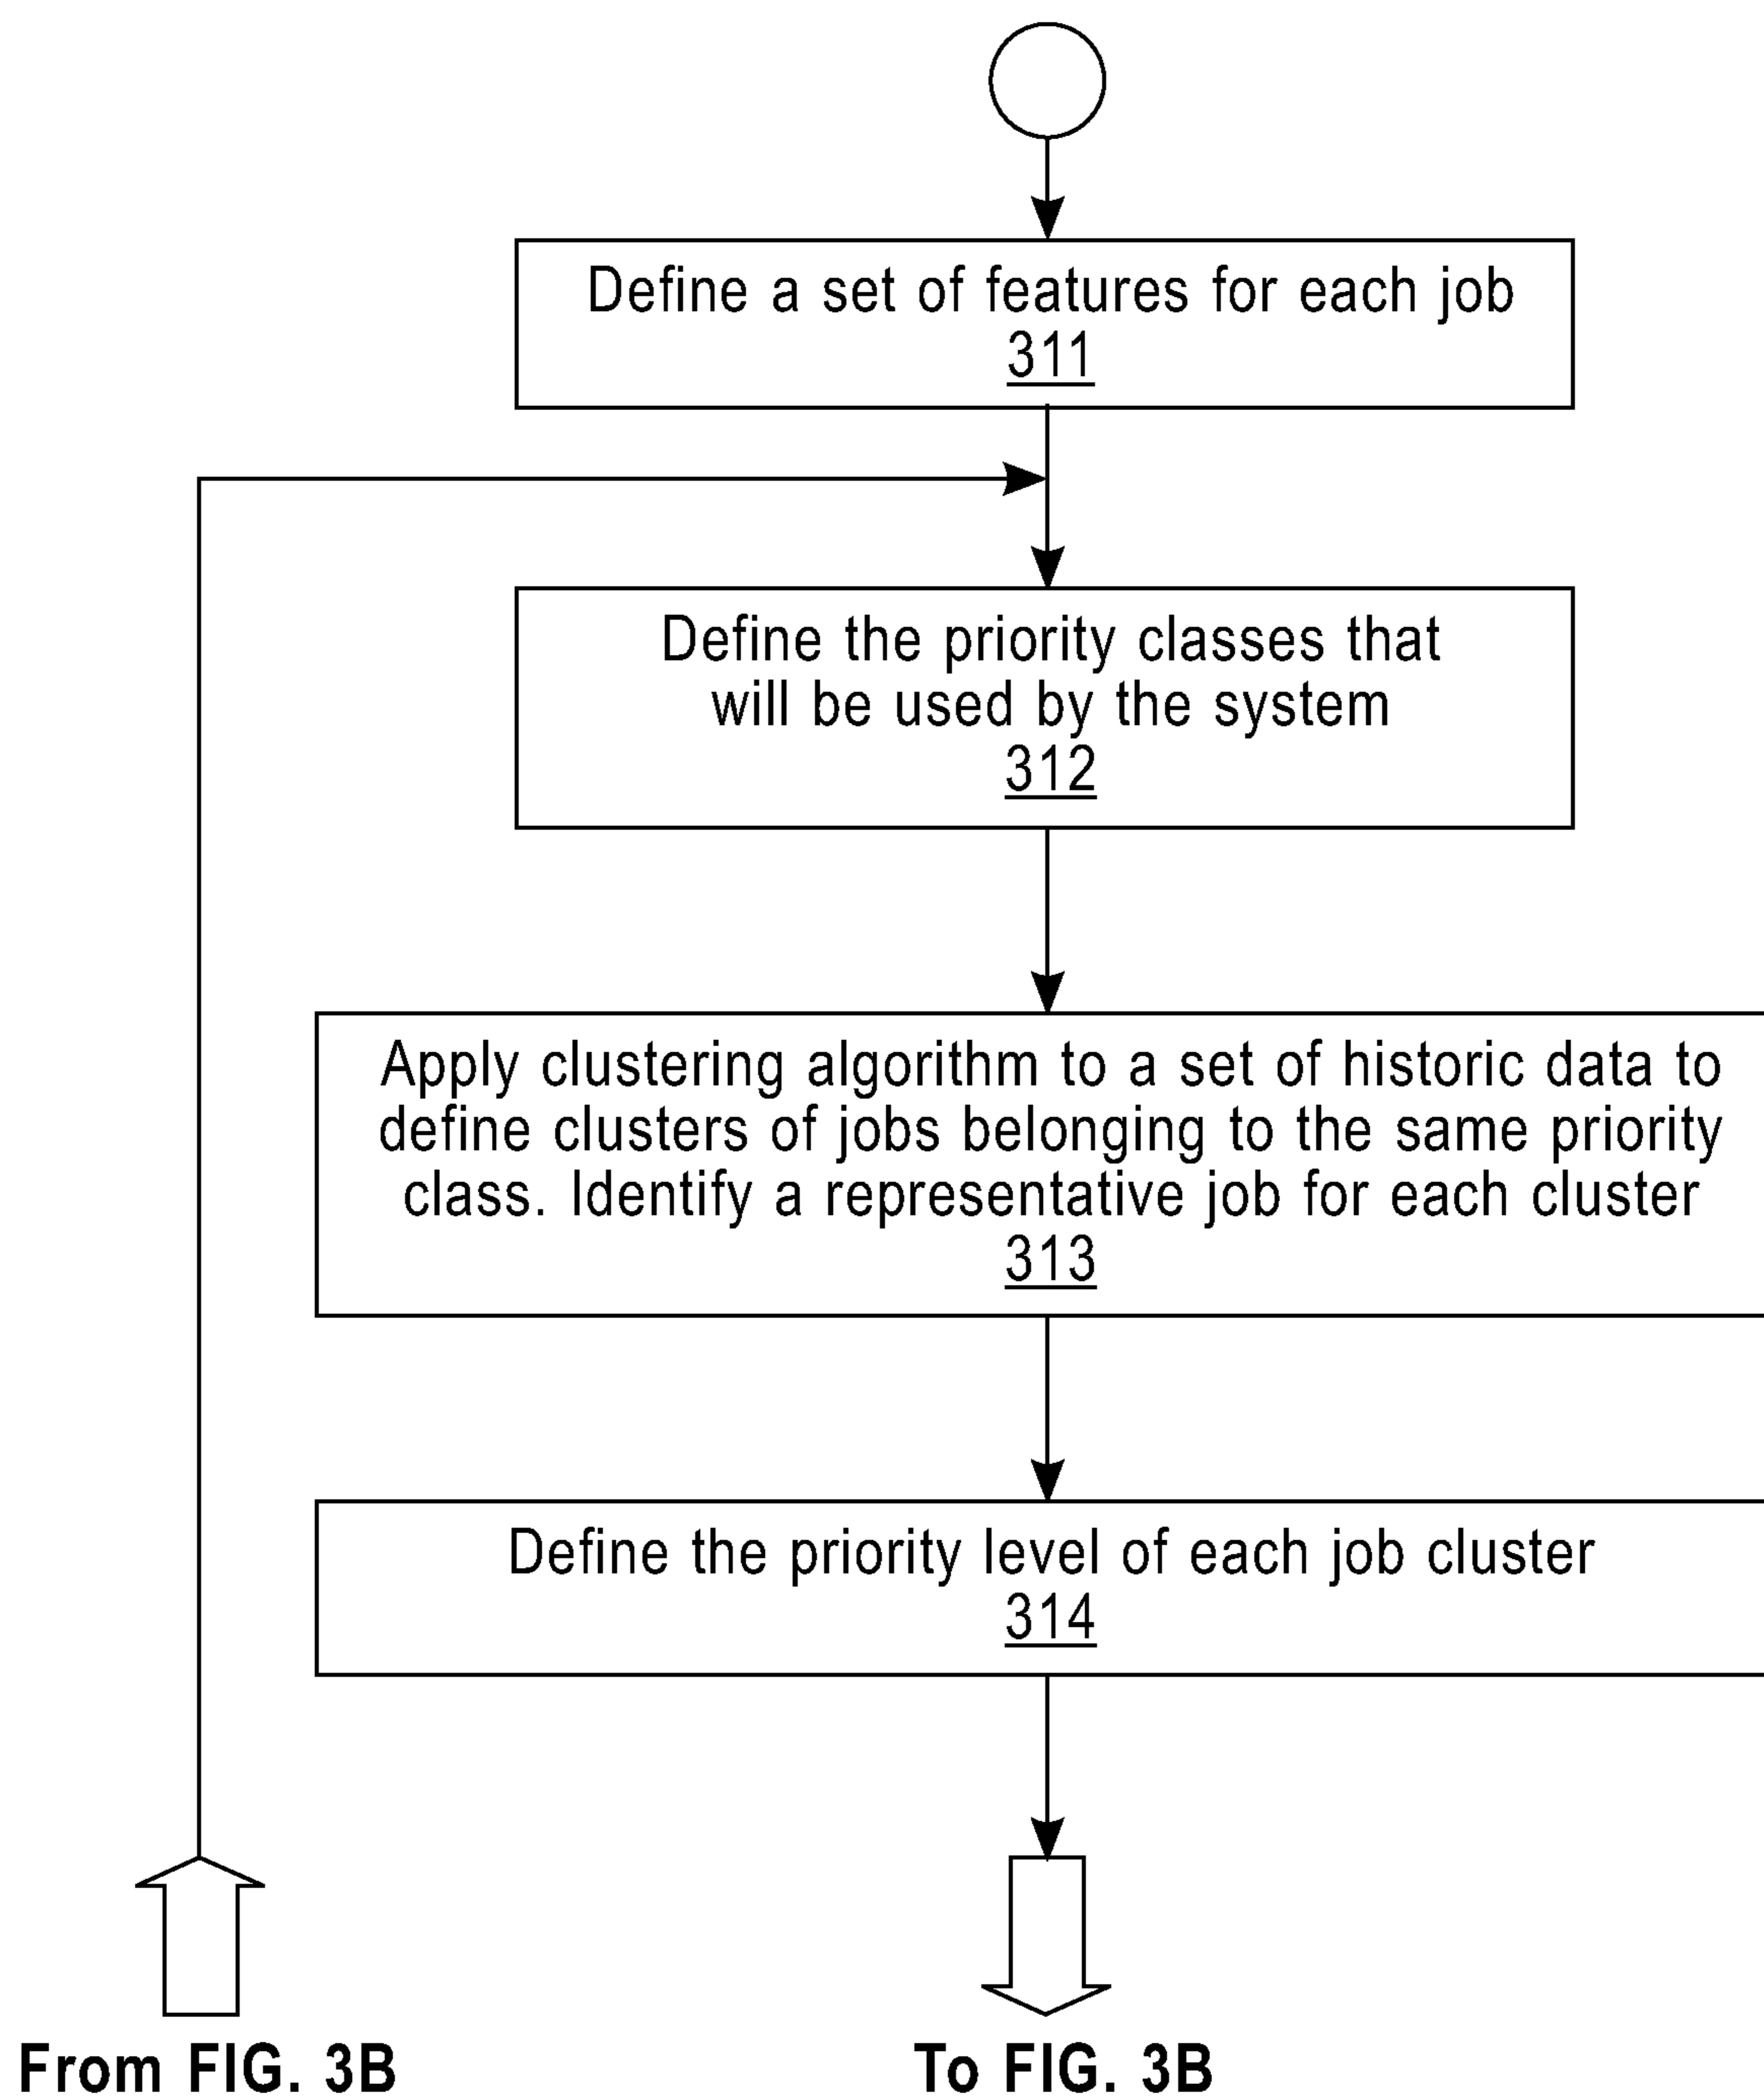 Define a set of features for each job
311
Define the priority classes that
will be used by the system
312
Apply clustering algorithm to a set of historic data to
define clusters of jobs belonging to the same priority
class. Identify a representative job for each cluster
313
Define the priority level of each job cluster
314
From FIG. 3B
To FIG. 3B